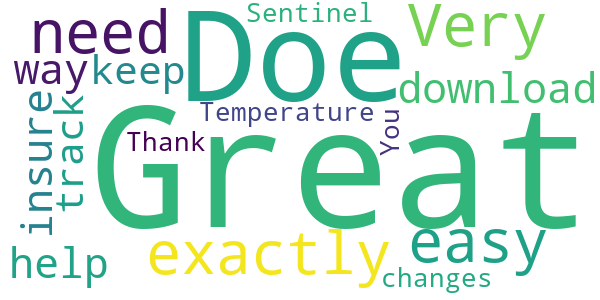 Sentinel
Very
need
Doe
way
keep
download
Temperature
insure
track
Thank
You
Great
exactly
easy
help
changes